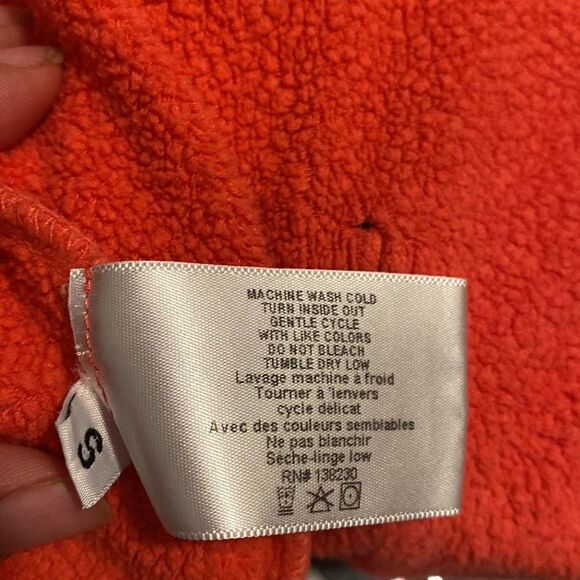 MACHINE WASH COLD
TURN INSIDE OUT
GENTLE CYCLE
WITH LIKE COLORS
DO NOT BLEACH
TUMBLE DRY LOW
Lavage machine à froid
Tourner à 'ienvers
cycle délicat
Avec des couleurs semblables
Ne pas blanchir
Seche-linge low
RN# 138230
S